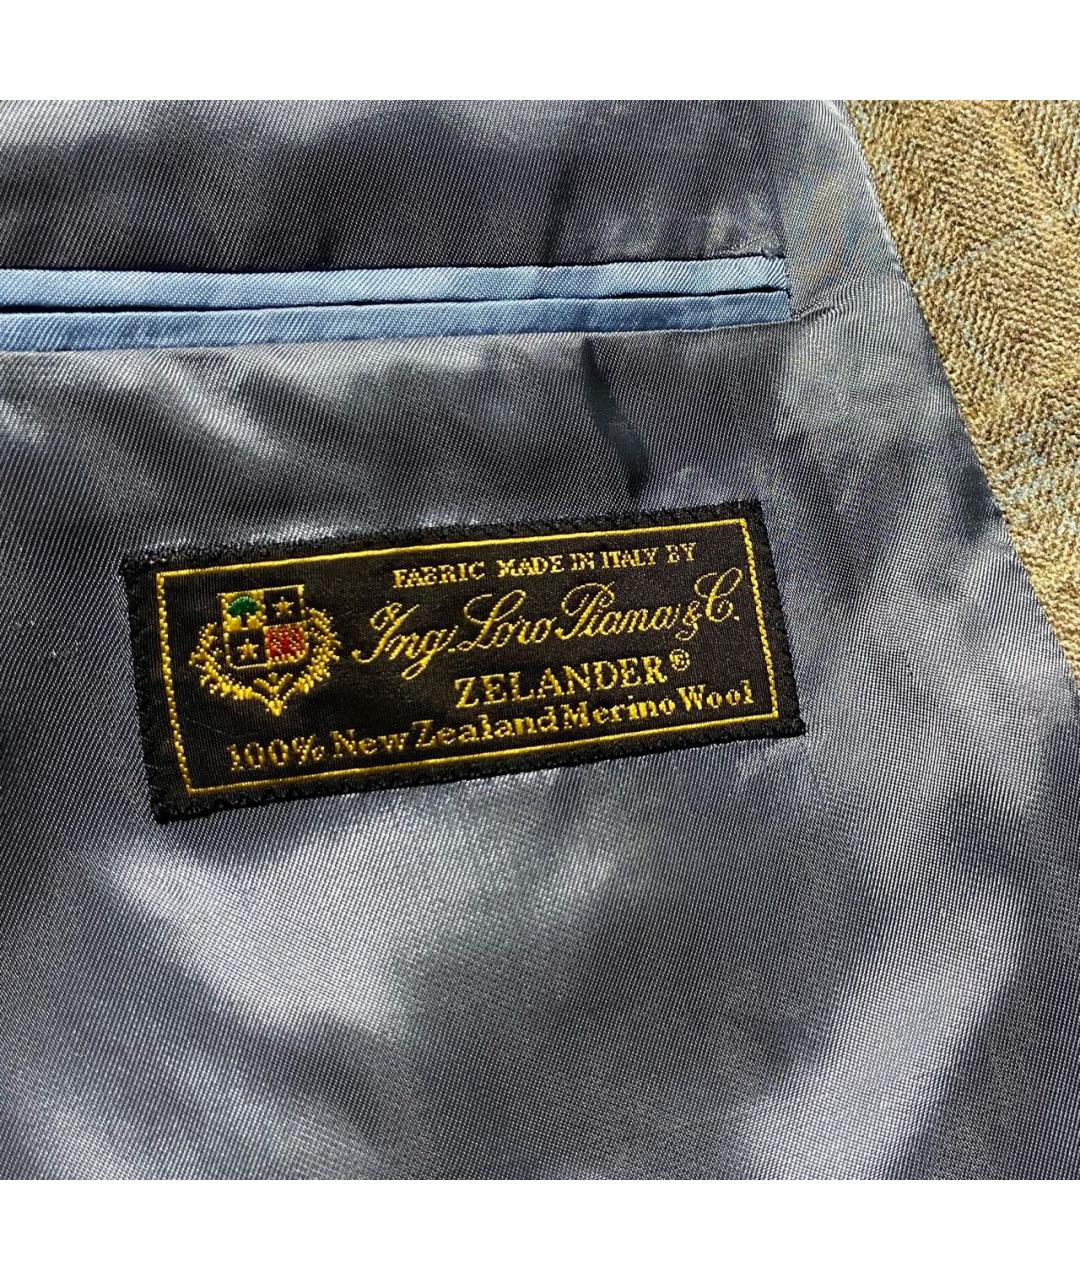 FABRIC MADE IN ITALY BY
Ing. Loro Piana & C.
ZELANDER®
100% New Zealand Merino Wool